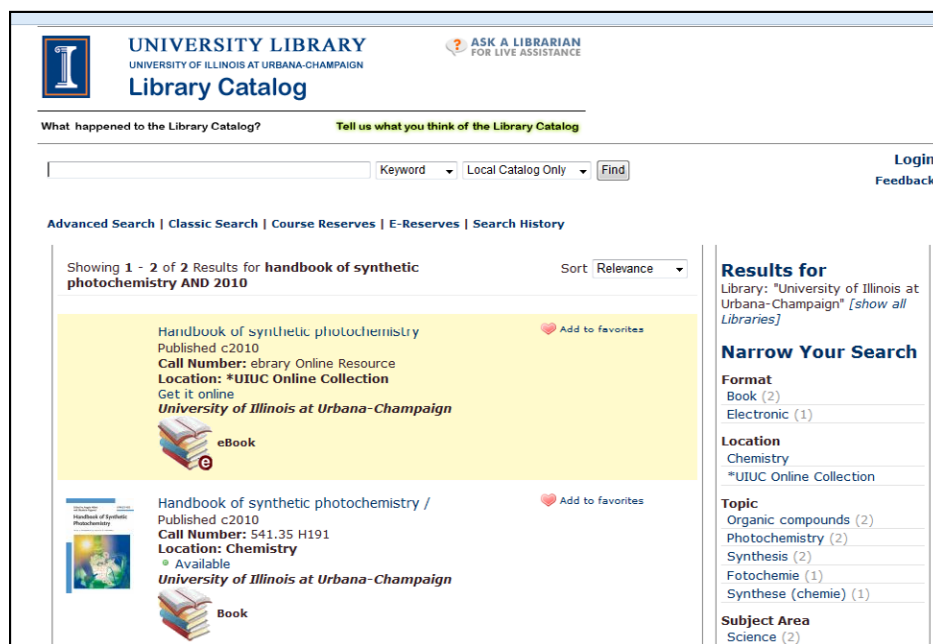 UNIVERSITY LIBRARY
UNIVERSITY OF ILLINOIS AT URBANA-CHAMPAIGN
Library Catalog
? ASK A LIBRARIAN
FOR LIVE ASSISTANCE
What happened to the Library Catalog?
Tell us what you think of the Library Catalog
Keyword
Local Catalog Only
Find
Login
Feedback
Advanced Search | Classic Search | Course Reserves | E-Reserves | Search History
Showing 1 - 2 of 2 Results for handbook of synthetic
photochemistry AND 2010
Sort Relevance
Handbook of synthetic photochemistry
Add to favorites
Published c2010
Call Number: ebrary Online Resource
Location: *UIUC Online Collection
Get it online
University of Illinois at Urbana-Champaign
e
eBook
Handbook of Synthetic
Photochemistry
Handbook of synthetic photochemistry /
Add to favorites
Published c2010
Call Number: 541.35 H191
Location: Chemistry
Available
University of Illinois at Urbana-Champaign
Book
Results for
Library: "University of Illinois at
Urbana-Champaign" [show all
Libraries]
Narrow Your Search
Format
Book (2)
Electronic (1)
Location
Chemistry
*UIUC Online Collection
Topic
Organic compounds (2)
Photochemistry (2)
Synthesis (2)
Fotochemie (1)
Synthese (chemie) (1)
Subject Area
Science (2)